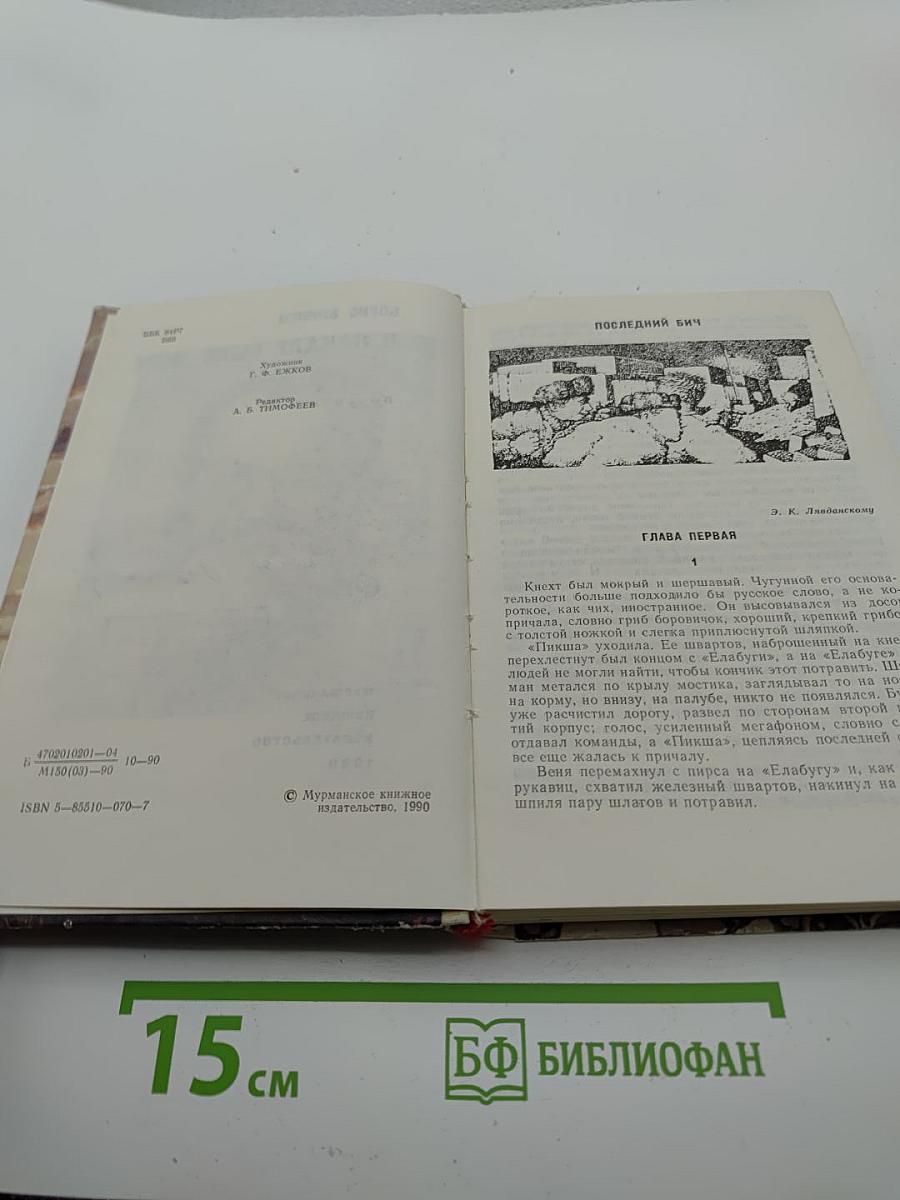 ББК 84Р7
Б69
Художник
Г. Ф. ЕЖКОВ
Редактор
А. Б. ТИМОФЕЕВ
4702010201—04
М150(03)—90
10—90
ISBN 5—85510—070—7
© Мурманское книжное
издательство, 1990
ПОСЛЕДНИЙ БИЧ
Э. К. Лявданскому
ГЛАВА ПЕРВАЯ
1
Кнехт был мокрый и шершавый. Чугунной его основа-
тельности больше подходило бы русское слово, а не ко-
роткое, как чих, иностранное. Он высовывался из досок
причала, словно гриб боровичок, хороший, крепкий грибо
с толстой ножкой и слегка приплюснутой шляпкой.
«Пикша» уходила. Ее швартов, наброшенный на кне
перехлестнут был концом с «Елабуги», а на «Елабуге»
людей не могли найти, чтобы кончик этот потравить. Ш
ман метался по крылу мостика, заглядывал то на но
на корму, но внизу, на палубе, никто не появлялся. Бу
уже расчистил дорогу, развел по сторонам второй и
тий корпус; голос, усиленный мегафоном, словно с
отдавал команды, а «Пикша», цепляясь последней
все еще жалась к причалу.
Веня перемахнул с пирса на «Елабугу» и, как
рукавиц, схватил железный швартов, накинул на
шпиля пару шлагов и потравил.
15 см
БФ БИБЛИОФАН